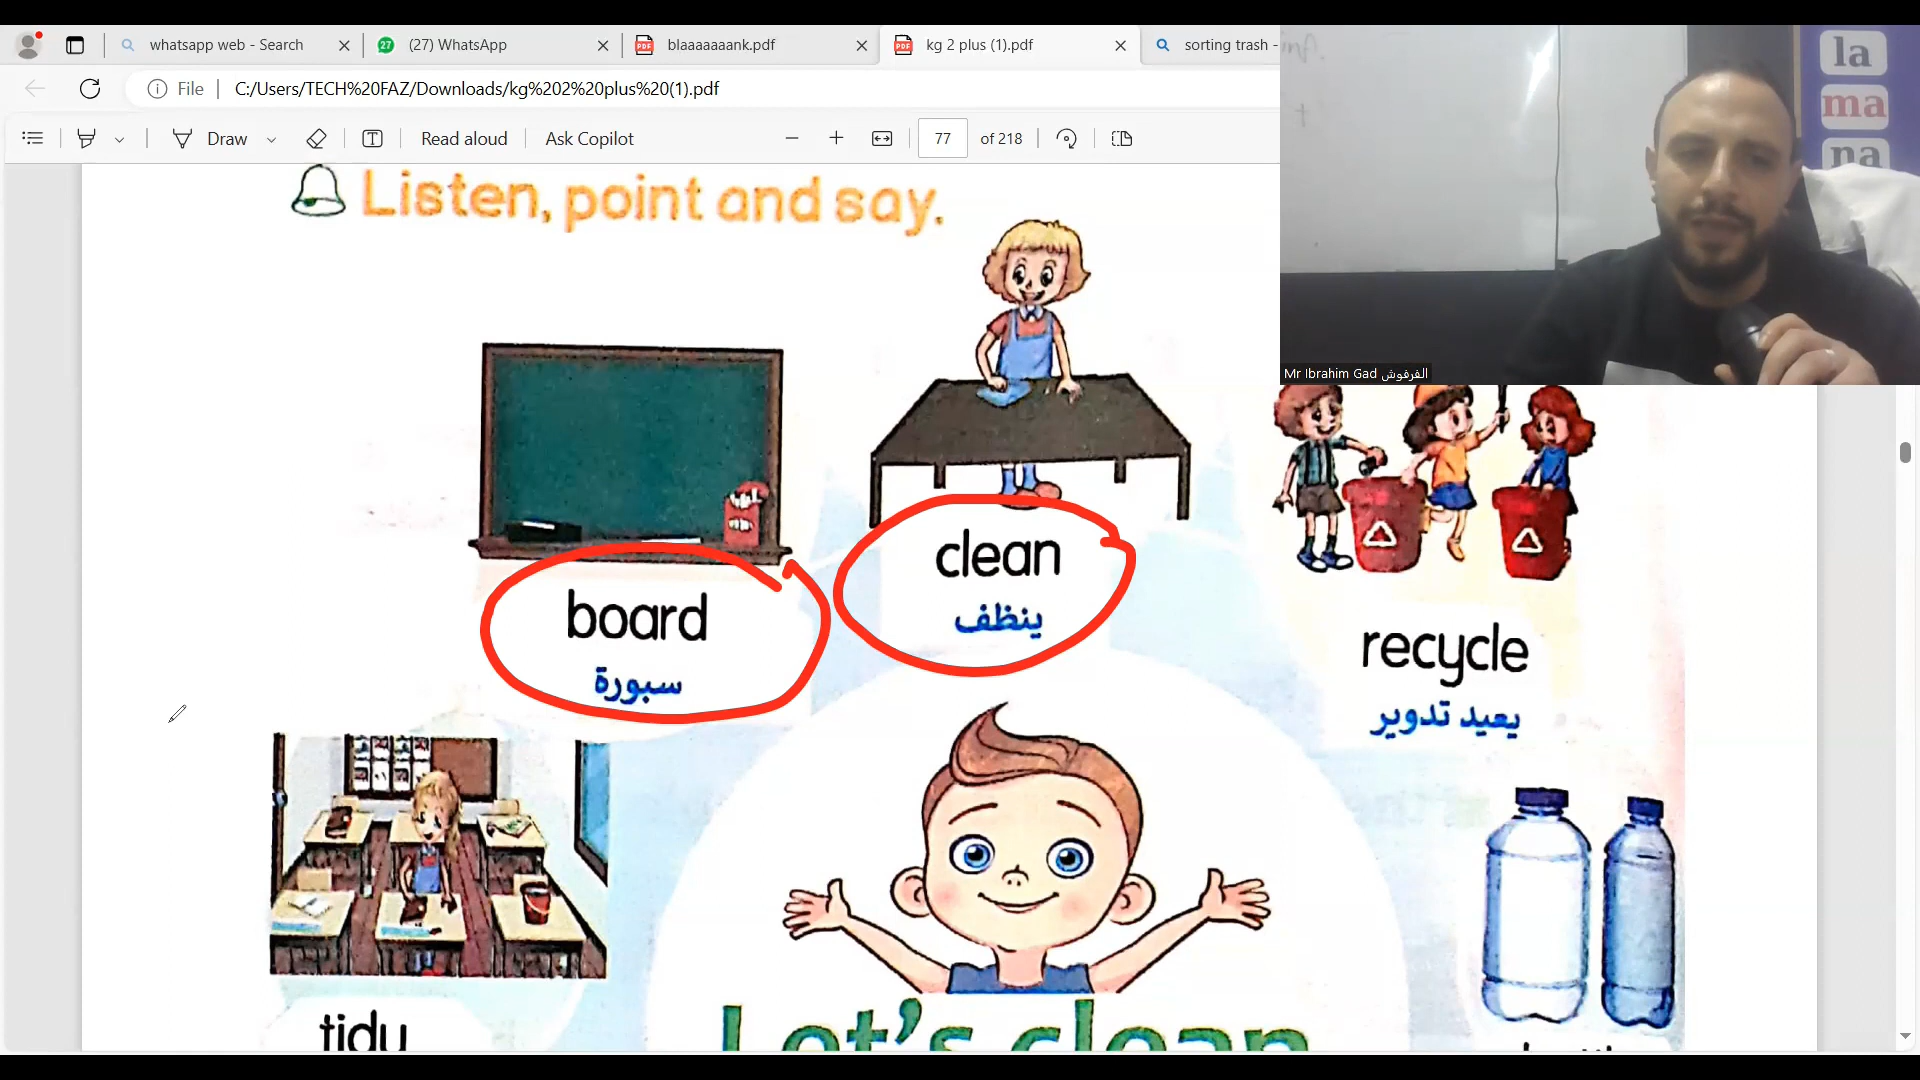 whatsapp web - Search
(27) WhatsApp
blaaaaaaank.pdf
kg 2 plus (1).pdf
sorting trash -
File
C:/Users/TECH%20FAZ/Downloads/kg%202%20plus%20(1).pdf
Draw
Read aloud
Ask Copilot
77
of 218
la
ma
na
Mr Ibrahim Gad الفرفوش
Listen, point and say.
board
سبورة
clean
ينظف
recycle
يعيد تدوير
tidy
Let's clean